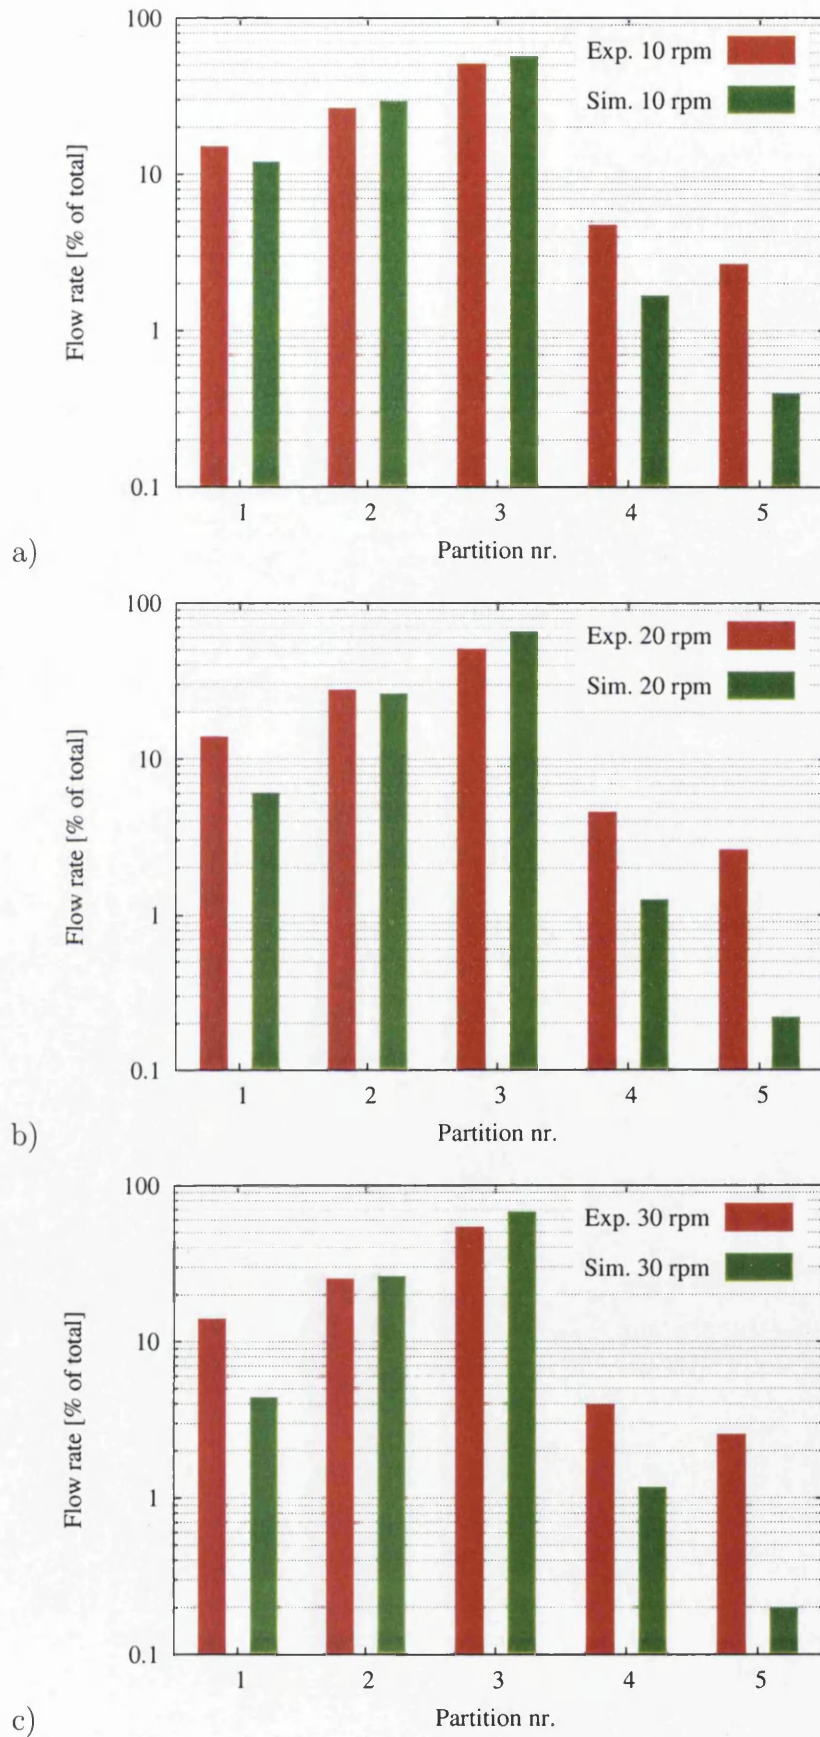 100
10
1
0.1
Flow rate [% of total]
Exp. 10 rpm
Sim. 10 rpm
1 2 3 4 5
Partition nr.
a)
100
10
1
0.1
Flow rate [% of total]
Exp. 20 rpm
Sim. 20 rpm
1 2 3 4 5
Partition nr.
b)
100
10
1
0.1
Flow rate [% of total]
Exp. 30 rpm
Sim. 30 rpm
1 2 3 4 5
Partition nr.
c)